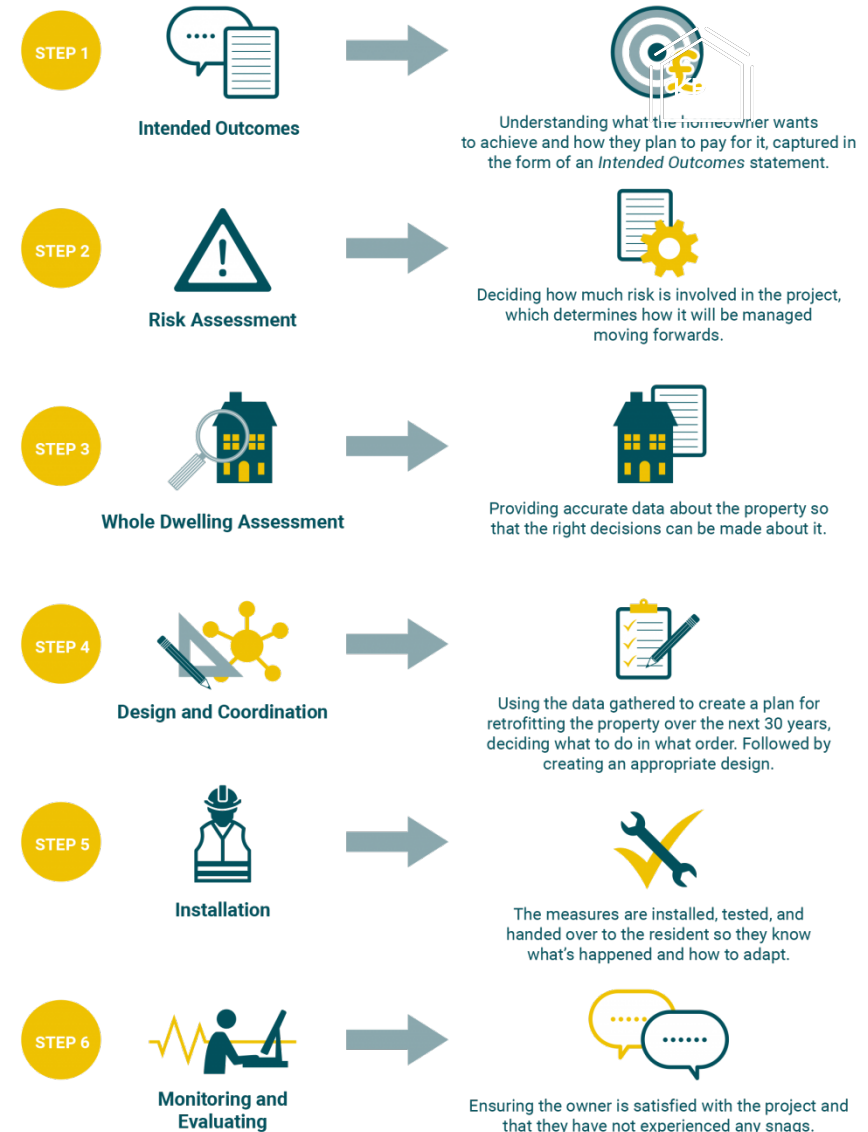 STEP 1
Intended Outcomes
£
Understanding what the homeowner wants
to achieve and how they plan to pay for it, captured in
the form of an Intended Outcomes statement.
STEP 2
!
Risk Assessment
Deciding how much risk is involved in the project,
which determines how it will be managed
moving forwards.
STEP 3
Whole Dwelling Assessment
Providing accurate data about the property so
that the right decisions can be made about it.
STEP 4
Design and Coordination
Using the data gathered to create a plan for
retrofitting the property over the next 30 years,
deciding what to do in what order. Followed by
creating an appropriate design.
STEP 5
Installation
The measures are installed, tested, and
handed over to the resident so they know
what's happened and how to adapt.
STEP 6
Monitoring and
Evaluating
Ensuring the owner is satisfied with the project and
that they have not experienced any snags.